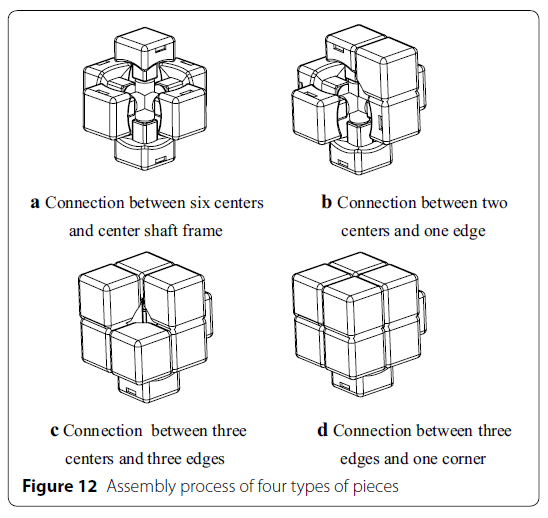 a Connection between six centers
and center shaft frame
b Connection between two
centers and one edge
c Connection between three
centers and three edges
d Connection between three
edges and one corner
Figure 12 Assembly process of four types of pieces